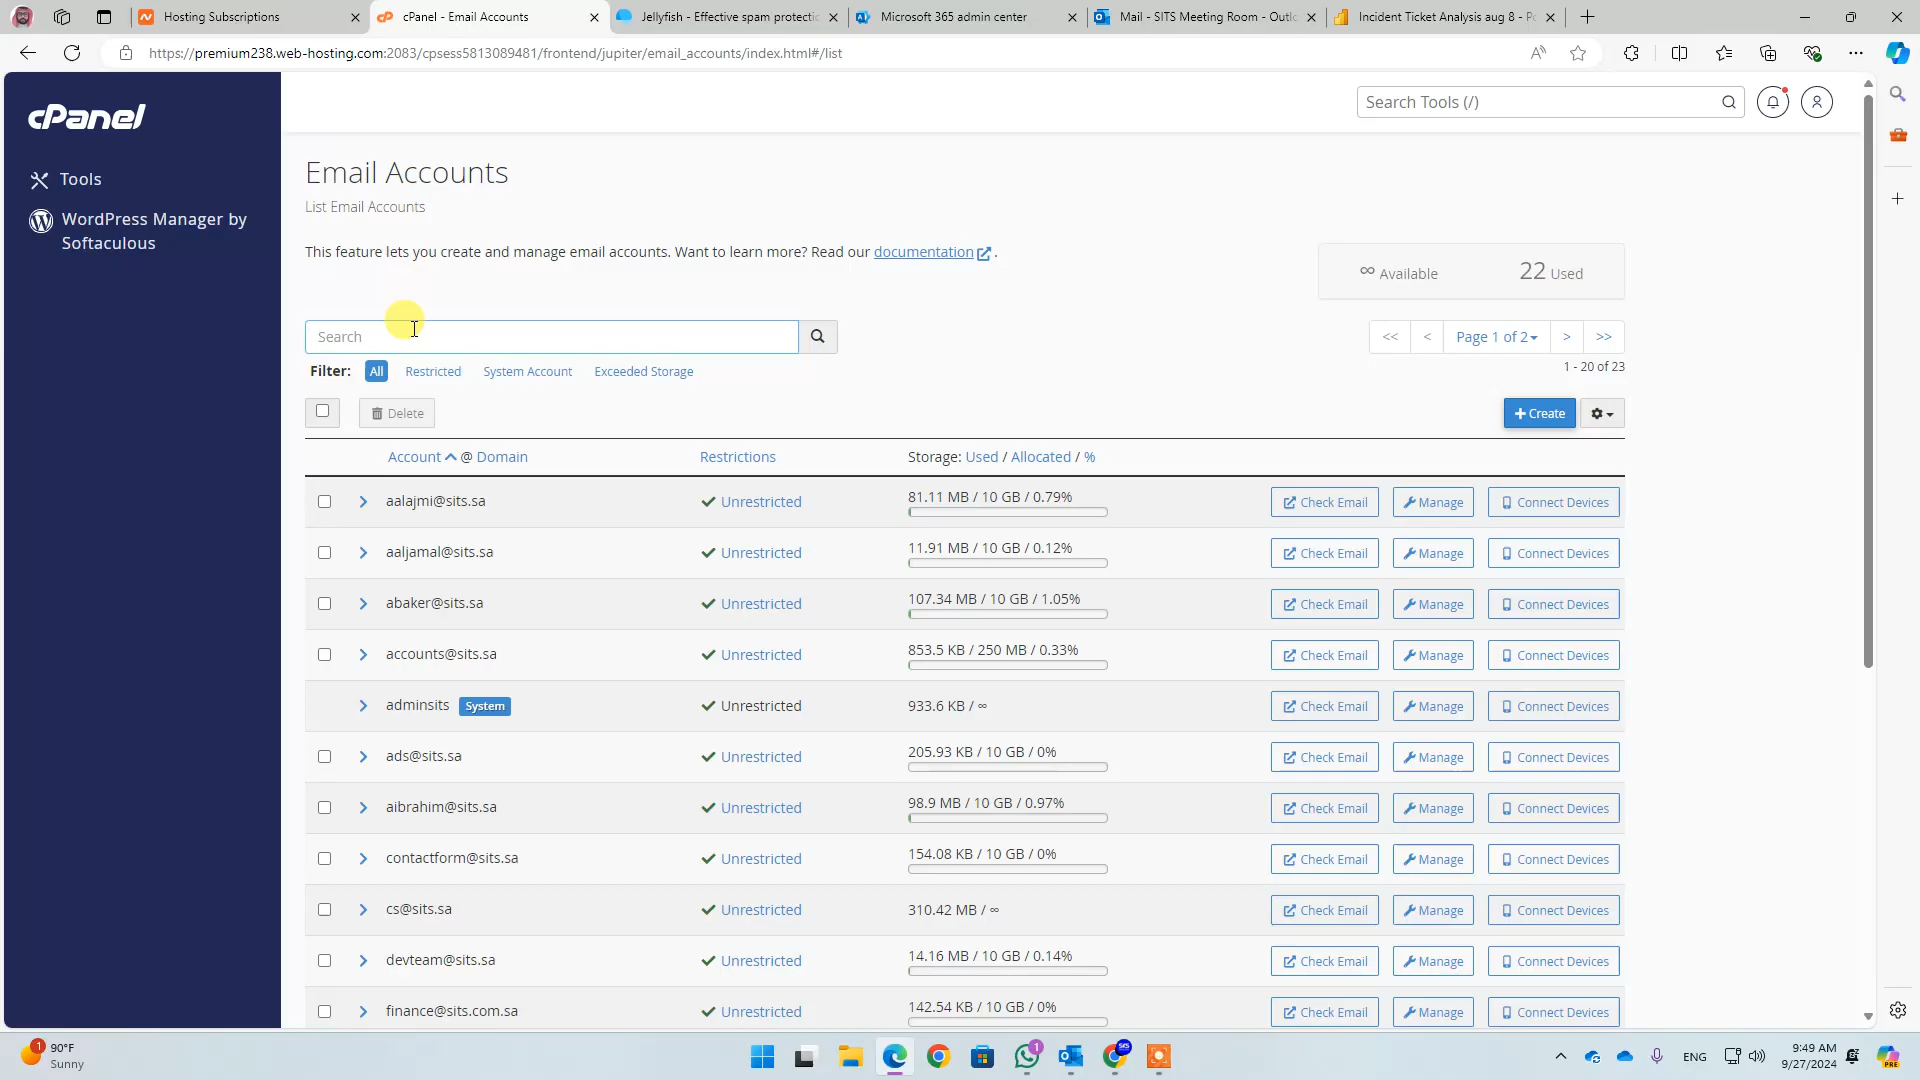 Hosting Subscriptions
cPanel - Email Accounts
Jellyfish - Effective spam protectic
Microsoft 365 admin center
Mail - SITS Meeting Room - Outlo
Incident Ticket Analysis aug 8 - Po
https://premium238.web-hosting.com:2083/cpsess5813089481/frontend/jupiter/email_accounts/index.html#/list
cPanel
Search Tools (/)
Tools
WordPress Manager by
Softaculous
Email Accounts
List Email Accounts
This feature lets you create and manage email accounts. Want to learn more? Read our documentation .
∞ Available 22 Used
Search
<< < Page 1 of 2 > >>
Filter: All Restricted System Account Exceeded Storage
1 - 20 of 23
Delete
+ Create
Account @ Domain Restrictions Storage: Used / Allocated / %
aalajmi@sits.sa Unrestricted 81.11 MB / 10 GB / 0.79% Check Email Manage Connect Devices
aaljamal@sits.sa Unrestricted 11.91 MB / 10 GB / 0.12% Check Email Manage Connect Devices
abaker@sits.sa Unrestricted 107.34 MB / 10 GB / 1.05% Check Email Manage Connect Devices
accounts@sits.sa Unrestricted 853.5 KB / 250 MB / 0.33% Check Email Manage Connect Devices
adminsits System Unrestricted 933.6 KB / ∞ Check Email Manage Connect Devices
ads@sits.sa Unrestricted 205.93 KB / 10 GB / 0% Check Email Manage Connect Devices
aibrahim@sits.sa Unrestricted 98.9 MB / 10 GB / 0.97% Check Email Manage Connect Devices
contactform@sits.sa Unrestricted 154.08 KB / 10 GB / 0% Check Email Manage Connect Devices
cs@sits.sa Unrestricted 310.42 MB / ∞ Check Email Manage Connect Devices
devteam@sits.sa Unrestricted 14.16 MB / 10 GB / 0.14% Check Email Manage Connect Devices
finance@sits.com.sa Unrestricted 142.54 KB / 10 GB / 0% Check Email Manage Connect Devices
1
90°F
Sunny
1
ENG
9:49 AM
9/27/2024
PRE